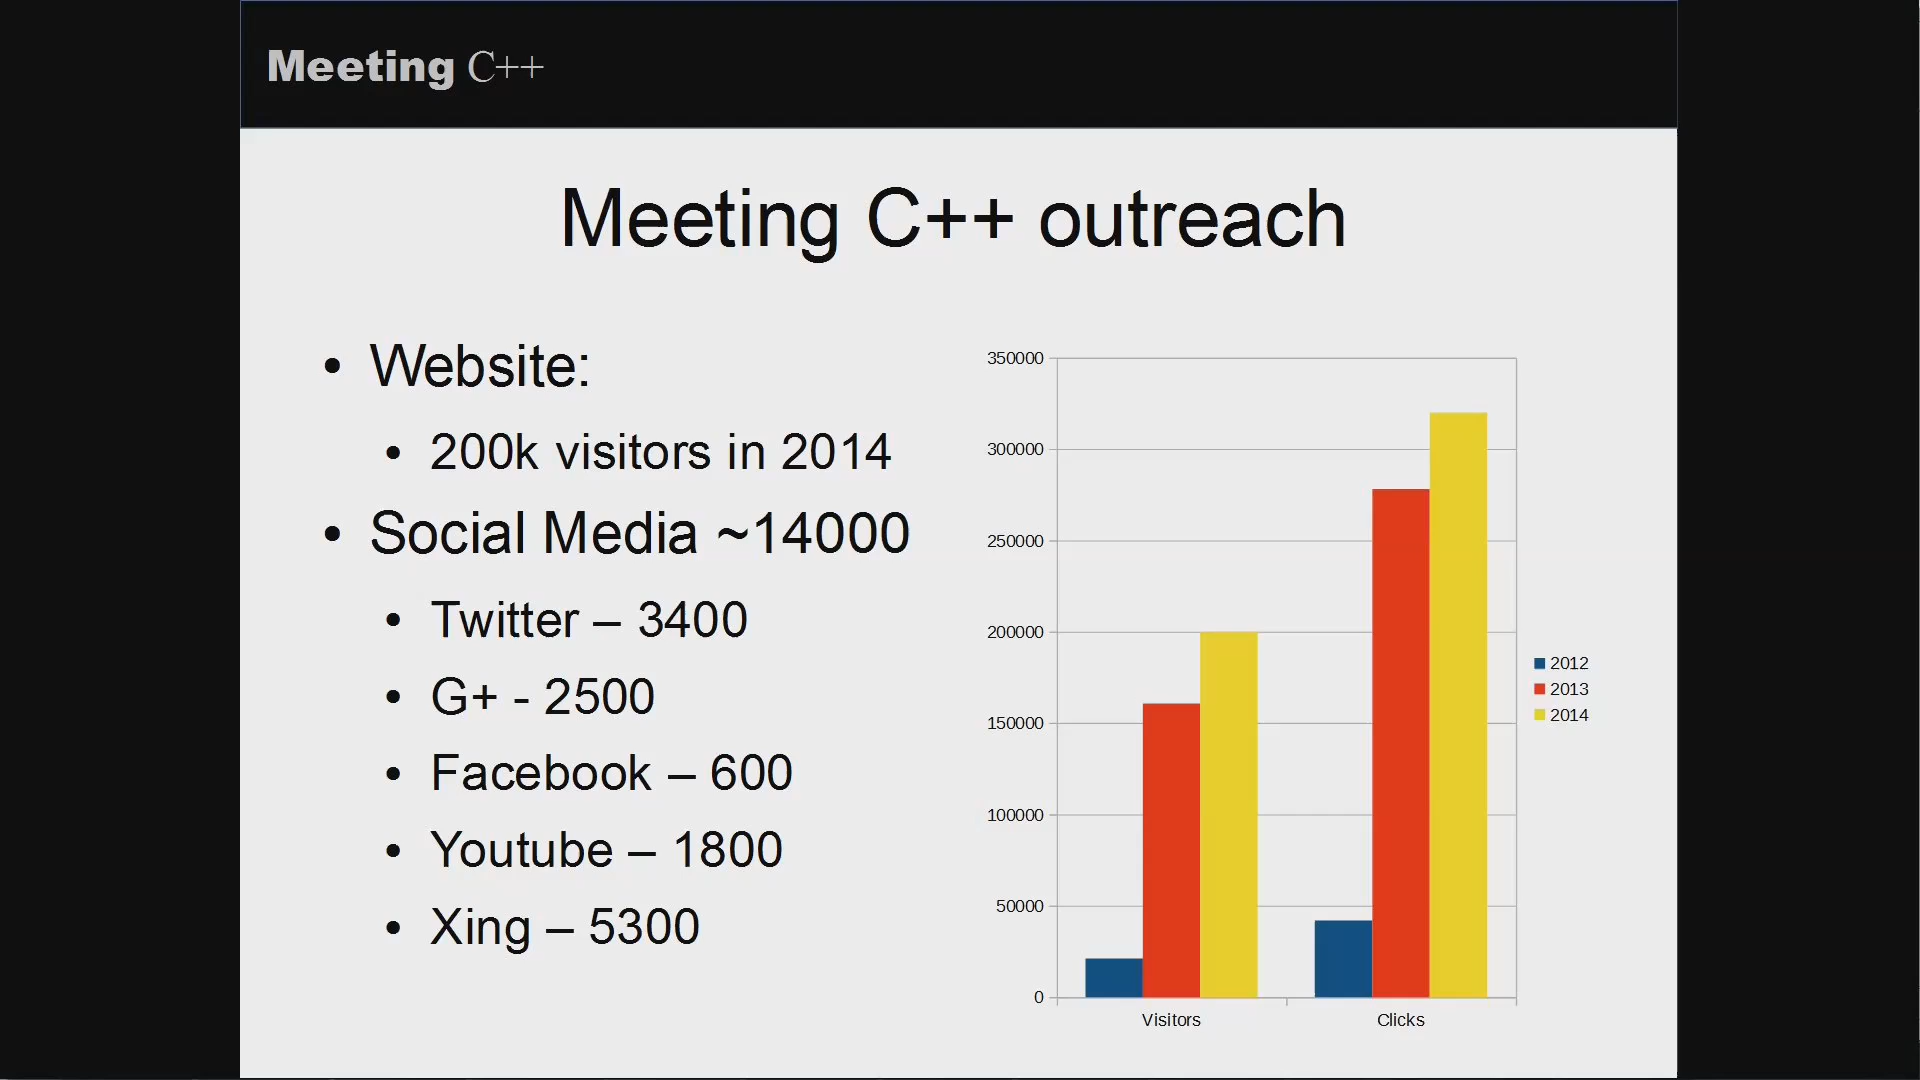 Meeting C++
Meeting C++ outreach
• Website:
• 200k visitors in 2014
• Social Media ~14000
• Twitter – 3400
• G+ - 2500
• Facebook – 600
• Youtube – 1800
• Xing – 5300
350000
300000
250000
200000
150000
100000
50000
0
Visitors
Clicks
2012
2013
2014